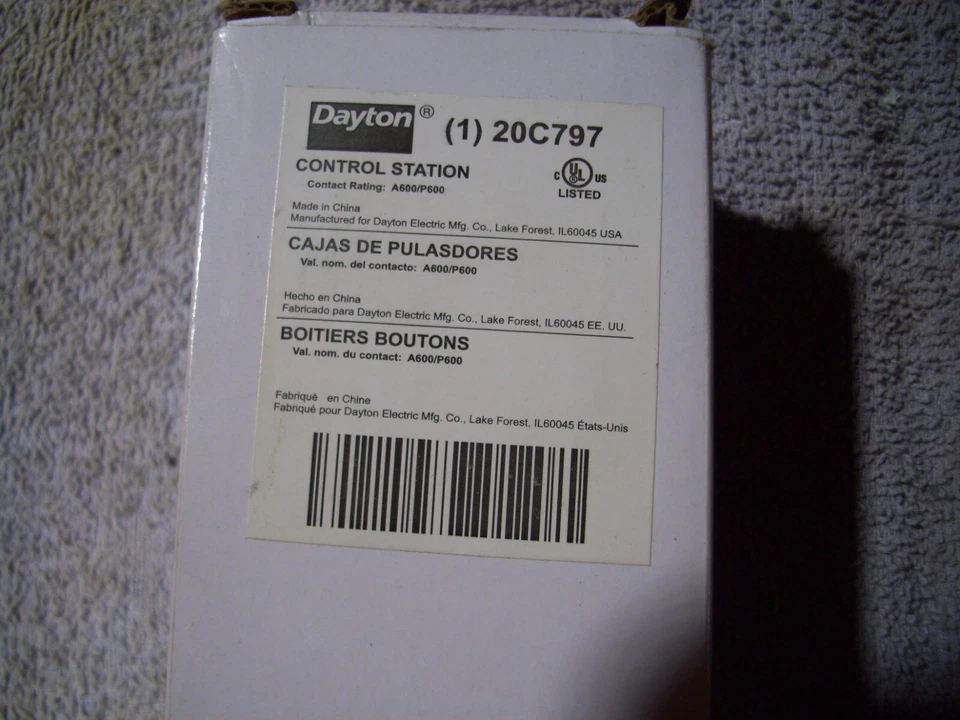 Dayton® (1) 20C797
CONTROL STATION
Contact Rating: A600/P600
C UL US
LISTED
Made in China
Manufactured for Dayton Electric Mfg. Co., Lake Forest, IL60045 USA
CAJAS DE PULASDORES
Val. nom. del contacto: A600/P600
Hecho en China
Fabricado para Dayton Electric Mfg. Co., Lake Forest, IL60045 EE. UU.
BOITIERS BOUTONS
Val. nom. du contact: A600/P600
Fabriqué en Chine
Fabriqué pour Dayton Electric Mfg. Co., Lake Forest, IL60045 États-Unis